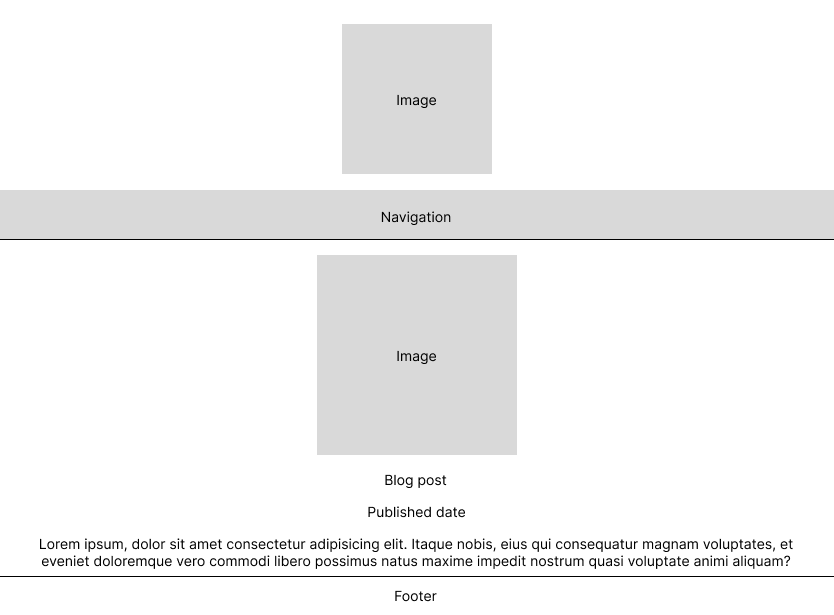 Image
Navigation
Image
Blog post
Published date
Lorem ipsum, dolor sit amet consectetur adipisicing elit. Itaque nobis, eius qui consequatur magnam voluptates, et
eveniet doloremque vero commodi libero possimus natus maxime impedit nostrum quasi voluptate animi aliquam?
Footer